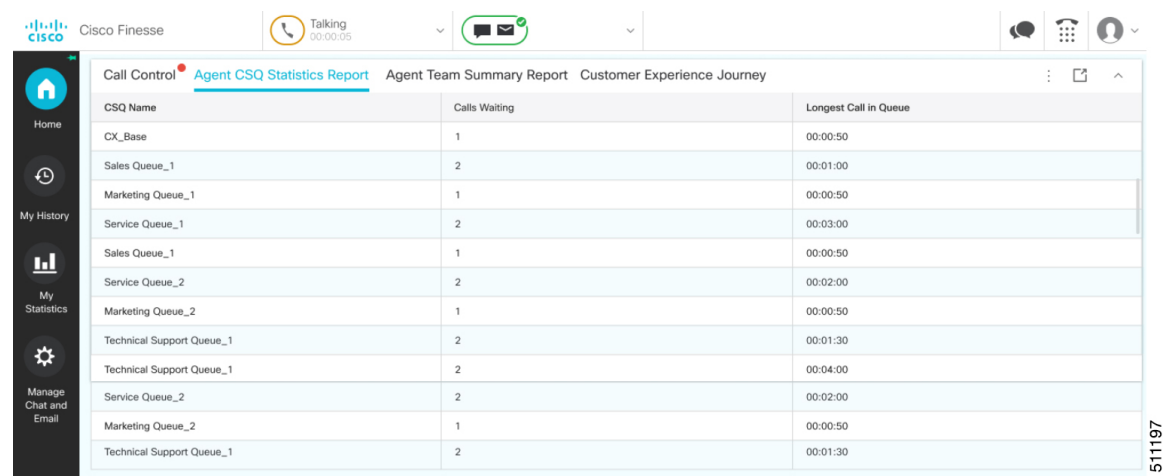 CISCO Cisco Finesse Talking
00:00:05
Home
My History
My
Statistics
Manage
Chat and
Email
Call Control Agent CSQ Statistics Report Agent Team Summary Report Customer Experience Journey
CSQ Name Calls Waiting Longest Call in Queue
CX_Base 1 00:00:50
Sales Queue_1 2 00:01:00
Marketing Queue_1 1 00:00:50
Service Queue_1 2 00:03:00
Sales Queue_1 1 00:00:50
Service Queue_2 2 00:02:00
Marketing Queue_2 1 00:00:50
Technical Support Queue_1 2 00:01:30
Technical Support Queue_1 2 00:04:00
Service Queue_2 2 00:02:00
Marketing Queue_2 1 00:00:50
Technical Support Queue_1 2 00:01:30
511197